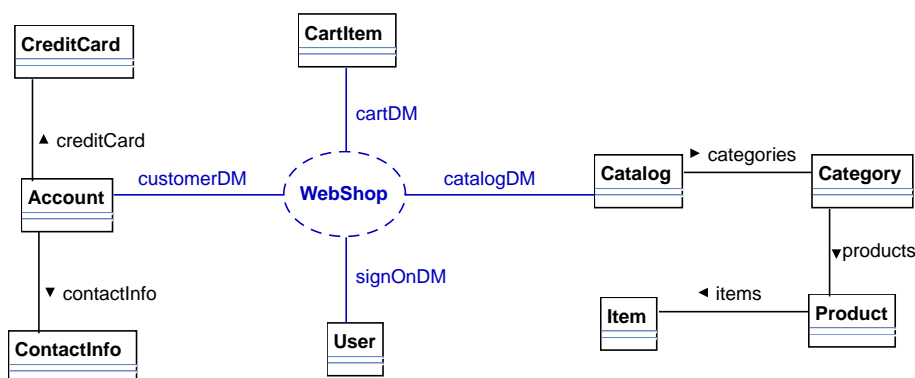 CreditCard
CartItem
cartDM
creditCard
categories
customerDM
catalogDM
Account
WebShop
Catalog
Category
products
signOnDM
contactInfo
items
Item
Product
ContactInfo
User